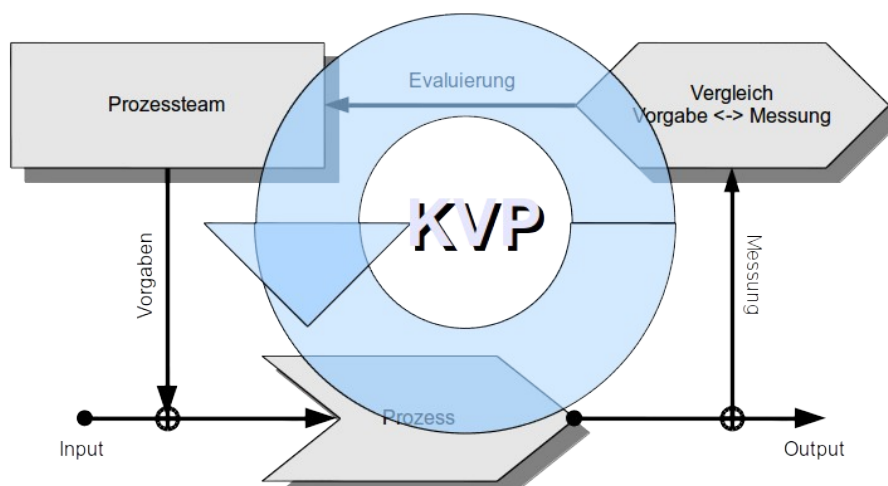 Evaluierung
Prozessteam
Vergleich
Vorgabe <-> Messung
KVP
Vorgaben
Messung
Prozess
Input
Output